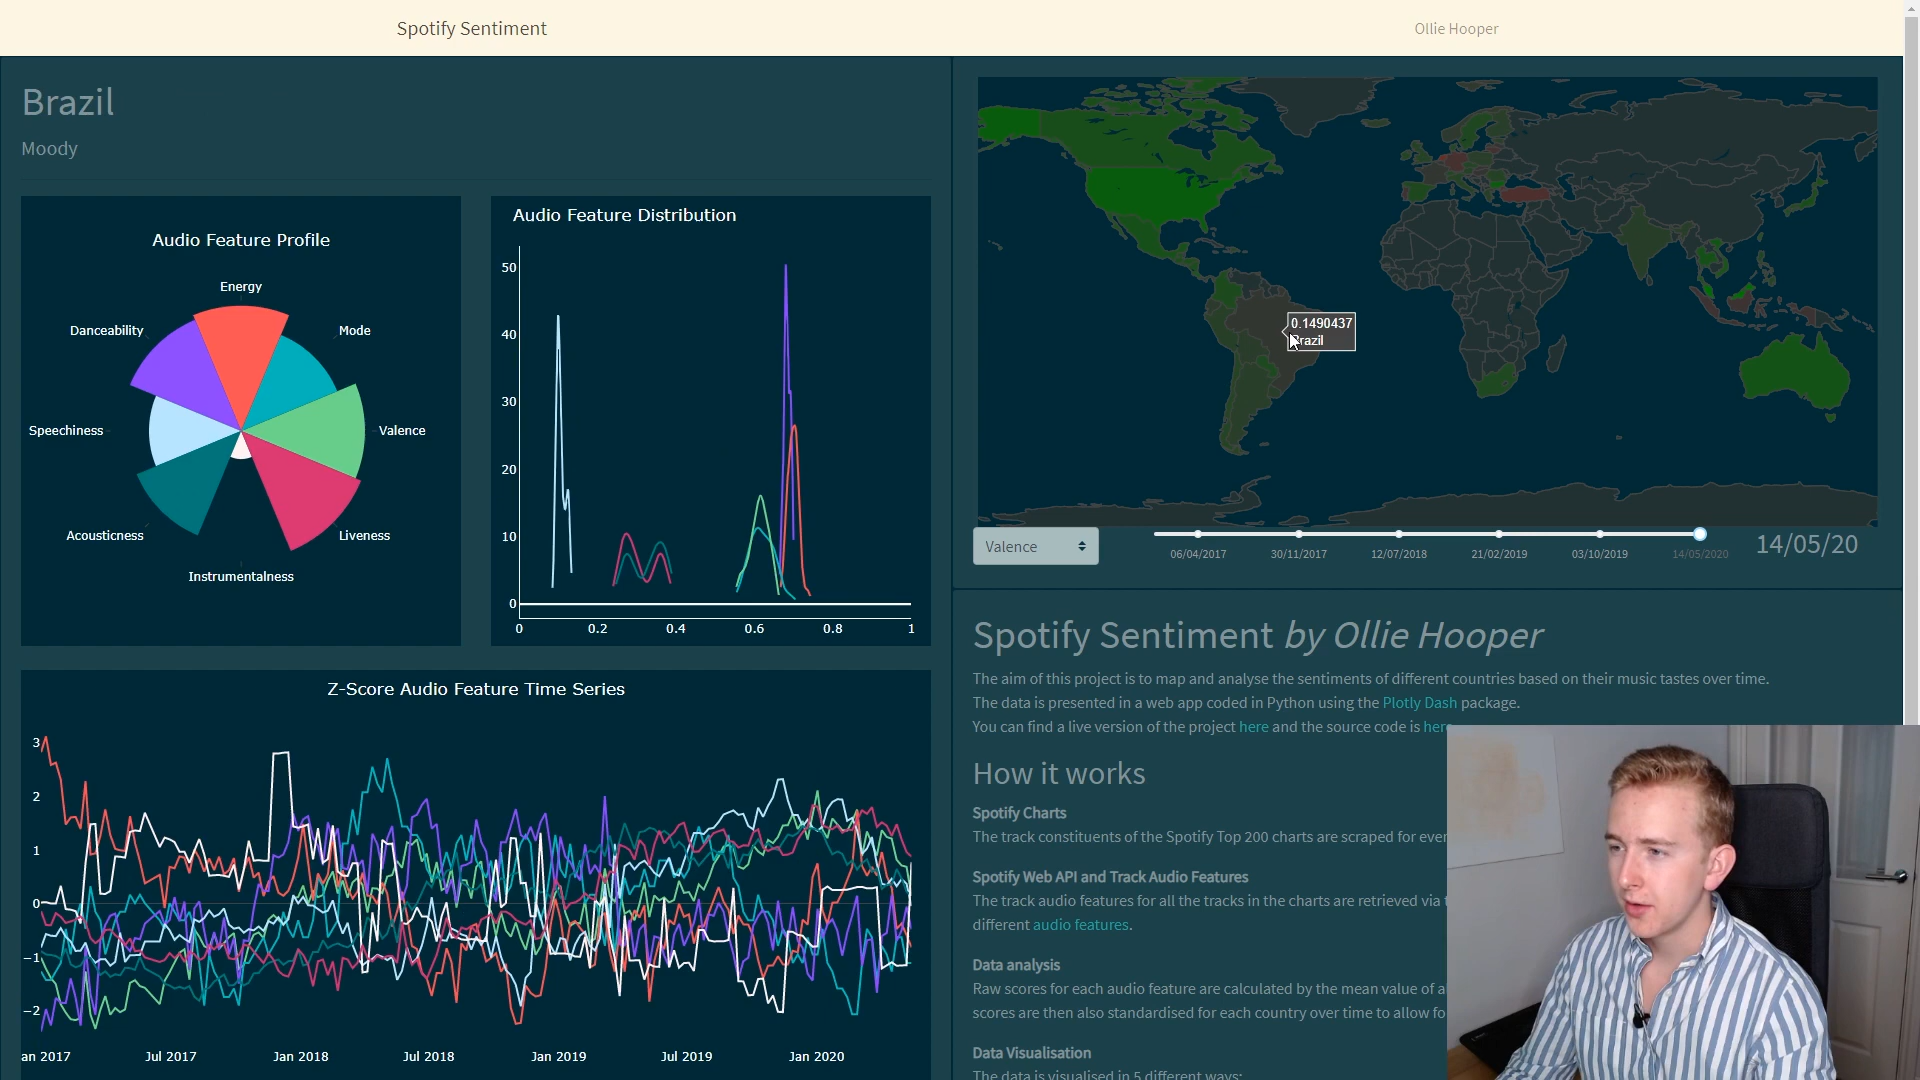 Spotify Sentiment
Ollie Hooper
Brazil
Moody
Audio Feature Profile
Energy
Danceability
Mode
Speechiness
Valence
Acousticness
Liveness
Instrumentalness
Audio Feature Distribution
50
40
30
20
10
0
0 0.2 0.4 0.6 0.8 1
Z-Score Audio Feature Time Series
3
2
1
0
−1
−2
an 2017 Jul 2017 Jan 2018 Jul 2018 Jan 2019 Jul 2019 Jan 2020
0.1490437
Brazil
Valence
06/04/2017 30/11/2017 12/07/2018 21/02/2019 03/10/2019 14/05/2020
14/05/20
Spotify Sentiment by Ollie Hooper
The aim of this project is to map and analyse the sentiments of different countries based on their music tastes over time.
The data is presented in a web app coded in Python using the Plotly Dash package.
You can find a live version of the project here and the source code is here
How it works
Spotify Charts
The track constituents of the Spotify Top 200 charts are scraped for ever
Spotify Web API and Track Audio Features
The track audio features for all the tracks in the charts are retrieved via
different audio features.
Data analysis
Raw scores for each audio feature are calculated by the mean value of a
scores are then also standardised for each country over time to allow fo
Data Visualisation
The data is visualised in 5 different ways: